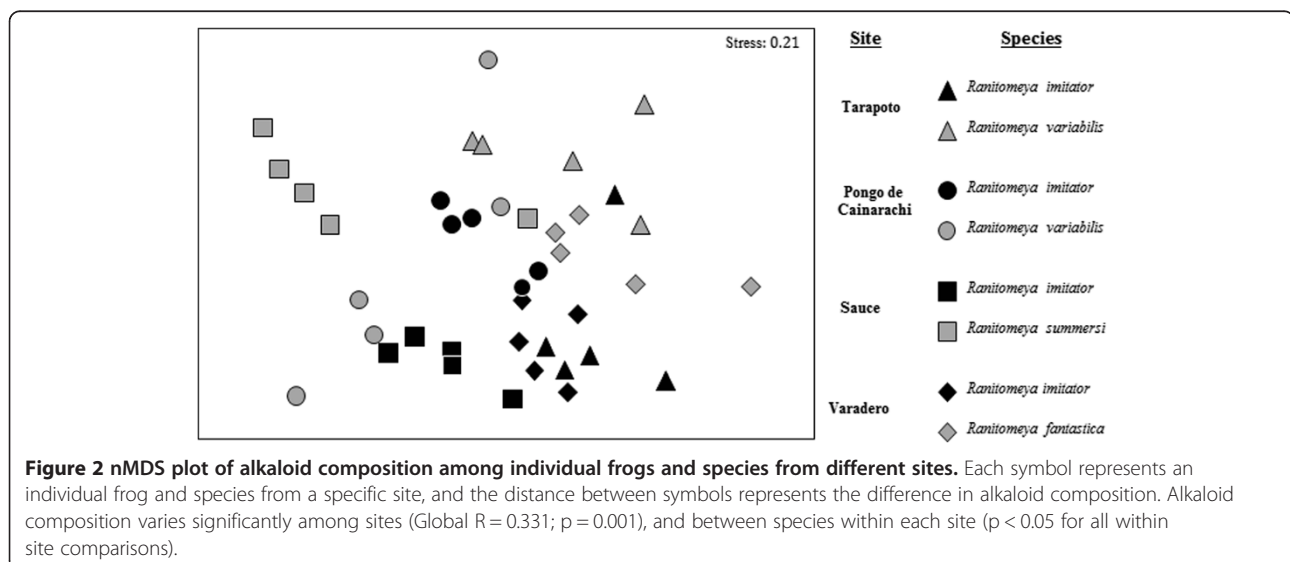 Stress: 0.21
Site Species
Tarapoto
Ranitomeya imitator
Ranitomeya variabilis
Pongo de
Cainarachi
Ranitomeya imitator
Ranitomeya variabilis
Sauce
Ranitomeya imitator
Ranitomeya summersi
Varadero
Ranitomeya imitator
Ranitomeya fantastica
Figure 2 nMDS plot of alkaloid composition among individual frogs and species from different sites. Each symbol represents an
individual frog and species from a specific site, and the distance between symbols represents the difference in alkaloid composition. Alkaloid
composition varies significantly among sites (Global R = 0.331; p = 0.001), and between species within each site (p < 0.05 for all within
site comparisons).